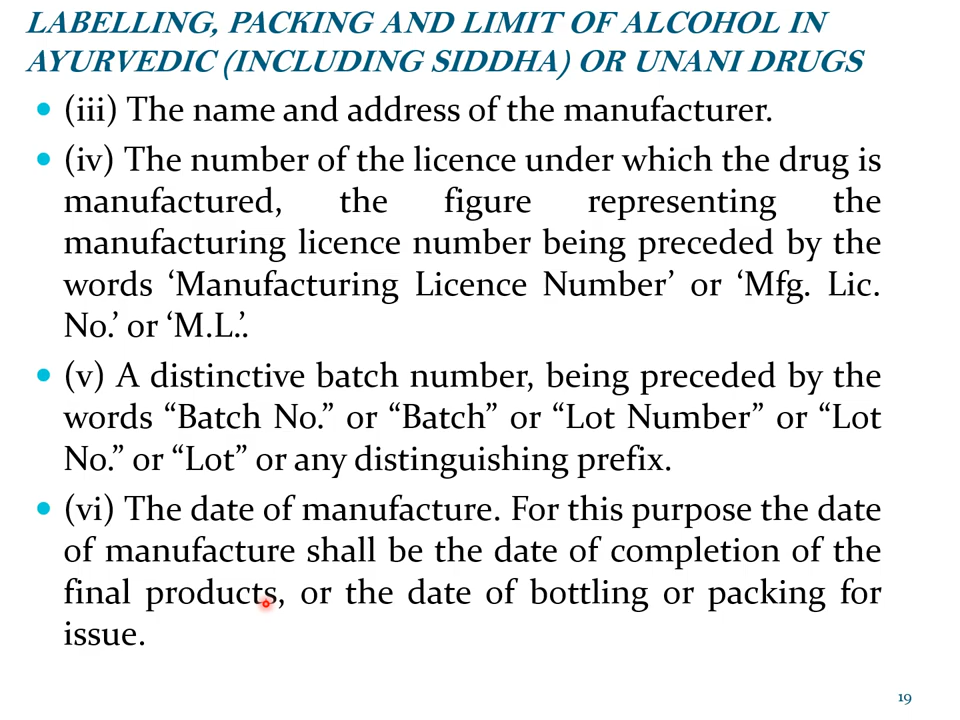 LABELLING, PACKING AND LIMIT OF ALCOHOL IN
AYURVEDIC (INCLUDING SIDDHA) OR UNANI DRUGS
• (iii) The name and address of the manufacturer.
• (iv) The number of the licence under which the drug is
manufactured, the figure representing the
manufacturing licence number being preceded by the
words ‘Manufacturing Licence Number’ or ‘Mfg. Lic.
No.’ or ‘M.L.’.
• (v) A distinctive batch number, being preceded by the
words “Batch No.” or “Batch” or “Lot Number” or “Lot
No.” or “Lot” or any distinguishing prefix.
• (vi) The date of manufacture. For this purpose the date
of manufacture shall be the date of completion of the
final products, or the date of bottling or packing for
issue.
19